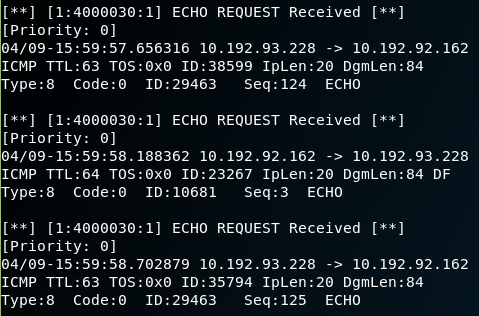 [**] [1:4000030:1] ECHO REQUEST Received [**]
[Priority: 0]
04/09-15:59:57.656316 10.192.93.228 -> 10.192.92.162
ICMP TTL:63 TOS:0x0 ID:38599 IpLen:20 DgmLen:84
Type:8  Code:0  ID:29463   Seq:124  ECHO

[**] [1:4000030:1] ECHO REQUEST Received [**]
[Priority: 0]
04/09-15:59:58.188362 10.192.92.162 -> 10.192.93.228
ICMP TTL:64 TOS:0x0 ID:23267 IpLen:20 DgmLen:84 DF
Type:8  Code:0  ID:10681   Seq:3  ECHO

[**] [1:4000030:1] ECHO REQUEST Received [**]
[Priority: 0]
04/09-15:59:58.702879 10.192.93.228 -> 10.192.92.162
ICMP TTL:63 TOS:0x0 ID:35794 IpLen:20 DgmLen:84
Type:8  Code:0  ID:29463   Seq:125  ECHO